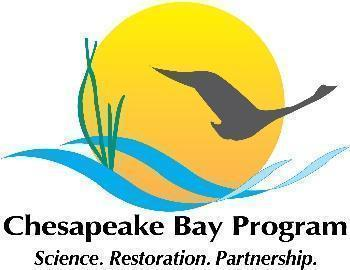 Chesapeake Bay Program
Science. Restoration. Partnership.